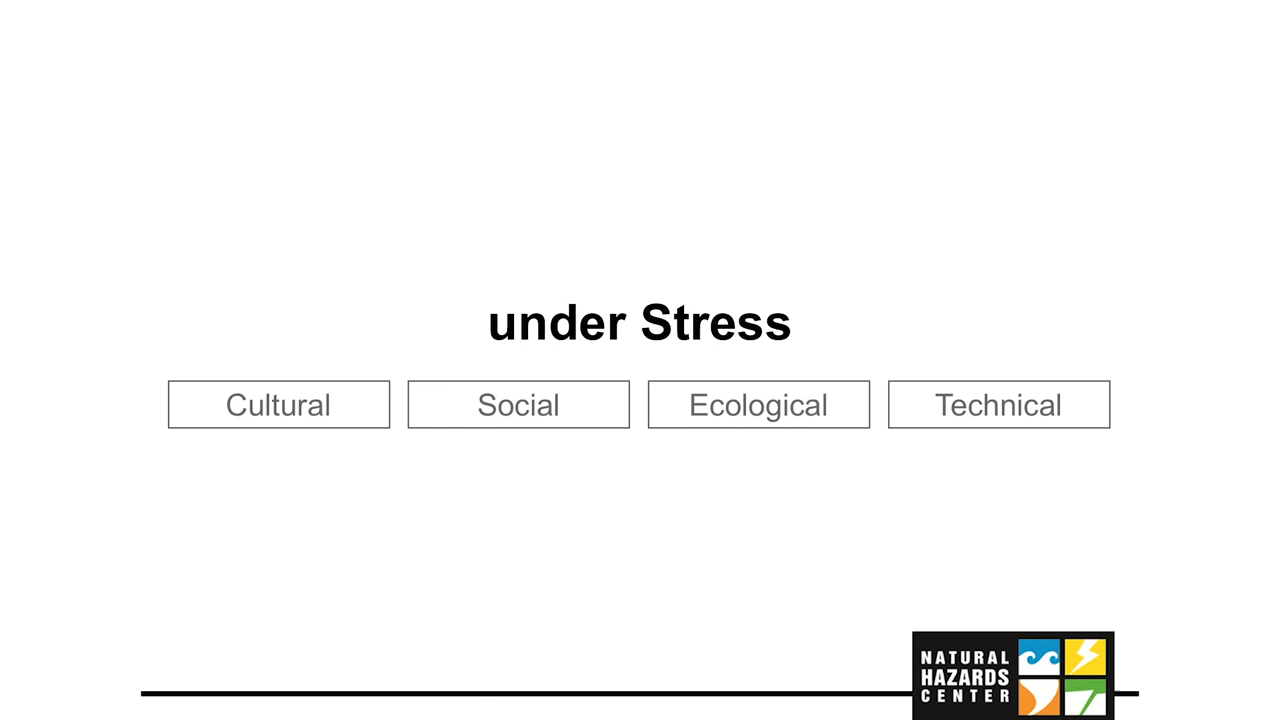 under Stress
Cultural Social Ecological Technical
NATURAL
HAZARDS
CENTER